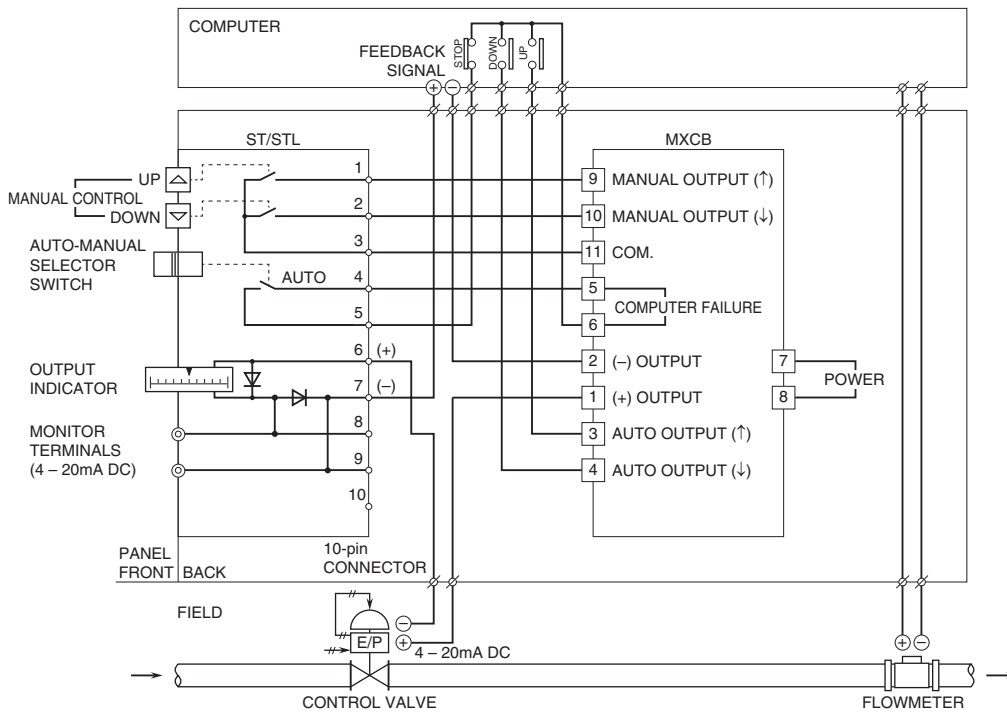 COMPUTER
FEEDBACK
SIGNAL
STOP
DOWN
UP
+
–
ST/STL
MXCB
UP
MANUAL CONTROL
DOWN
AUTO-MANUAL
SELECTOR
SWITCH
AUTO
OUTPUT
INDICATOR
MONITOR
TERMINALS
(4 – 20mA DC)
1
2
3
4
5
6 (+)
7 (–)
8
9
10
10-pin
CONNECTOR
9 MANUAL OUTPUT (↑)
10 MANUAL OUTPUT (↓)
11 COM.
5
COMPUTER FAILURE
6
2 (–) OUTPUT
1 (+) OUTPUT
3 AUTO OUTPUT (↑)
4 AUTO OUTPUT (↓)
7
POWER
8
PANEL
FRONT BACK
FIELD
E/P
–
+
4 – 20mA DC
CONTROL VALVE
+ –
FLOWMETER